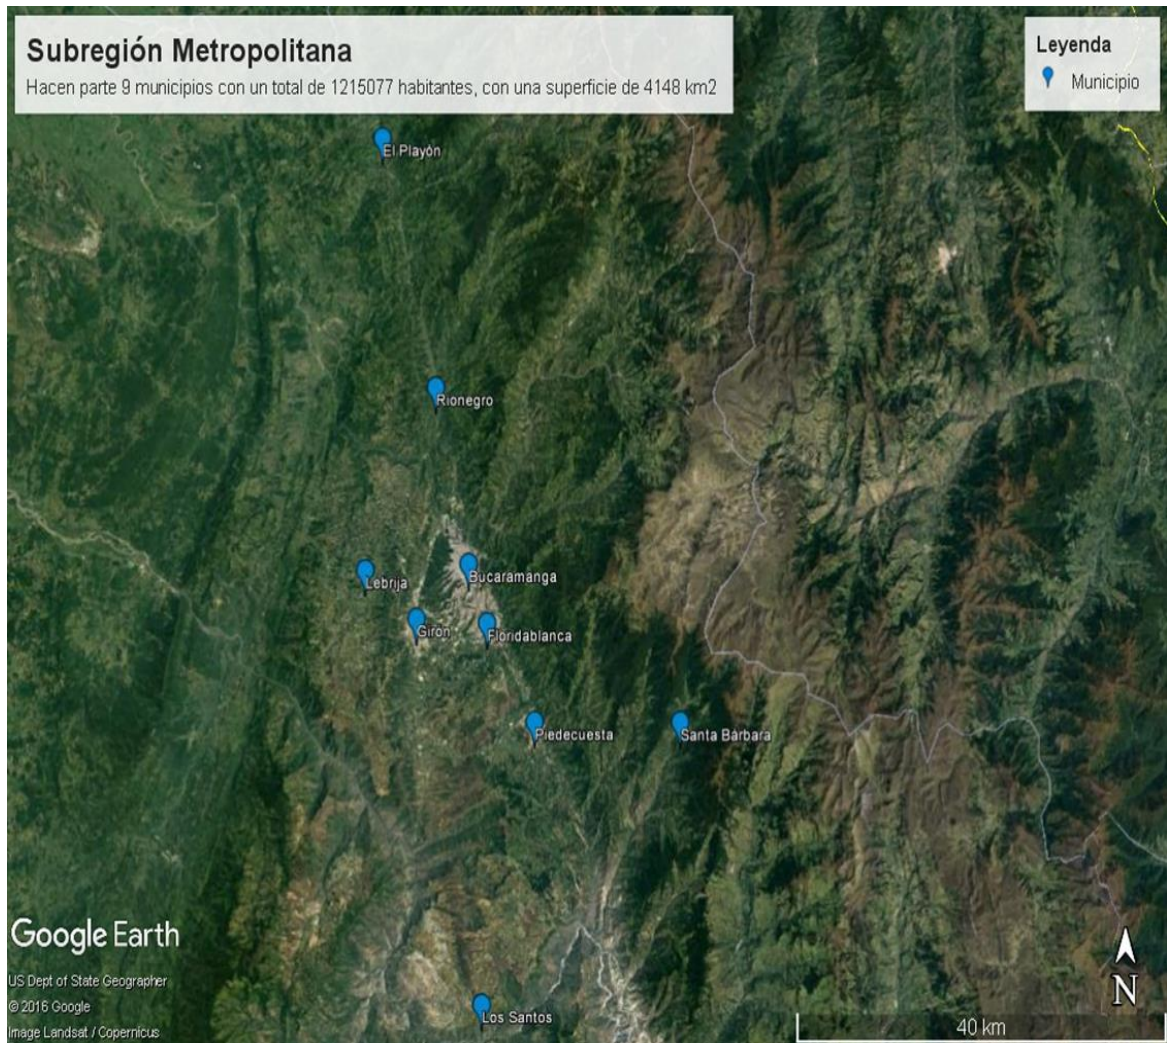 Subregión Metropolitana
Hacen parte 9 municipios con un total de 1215077 habitantes, con una superficie de 4148 km2
Leyenda
Municipio
El Playón
Rionegro
Lebrija
Bucaramanga
Girón
Floridablanca
Piedecuesta
Santa Bárbara
Los Santos
Google Earth
US Dept of State Geographer
© 2016 Google
Image Landsat / Copernicus
N
40 km